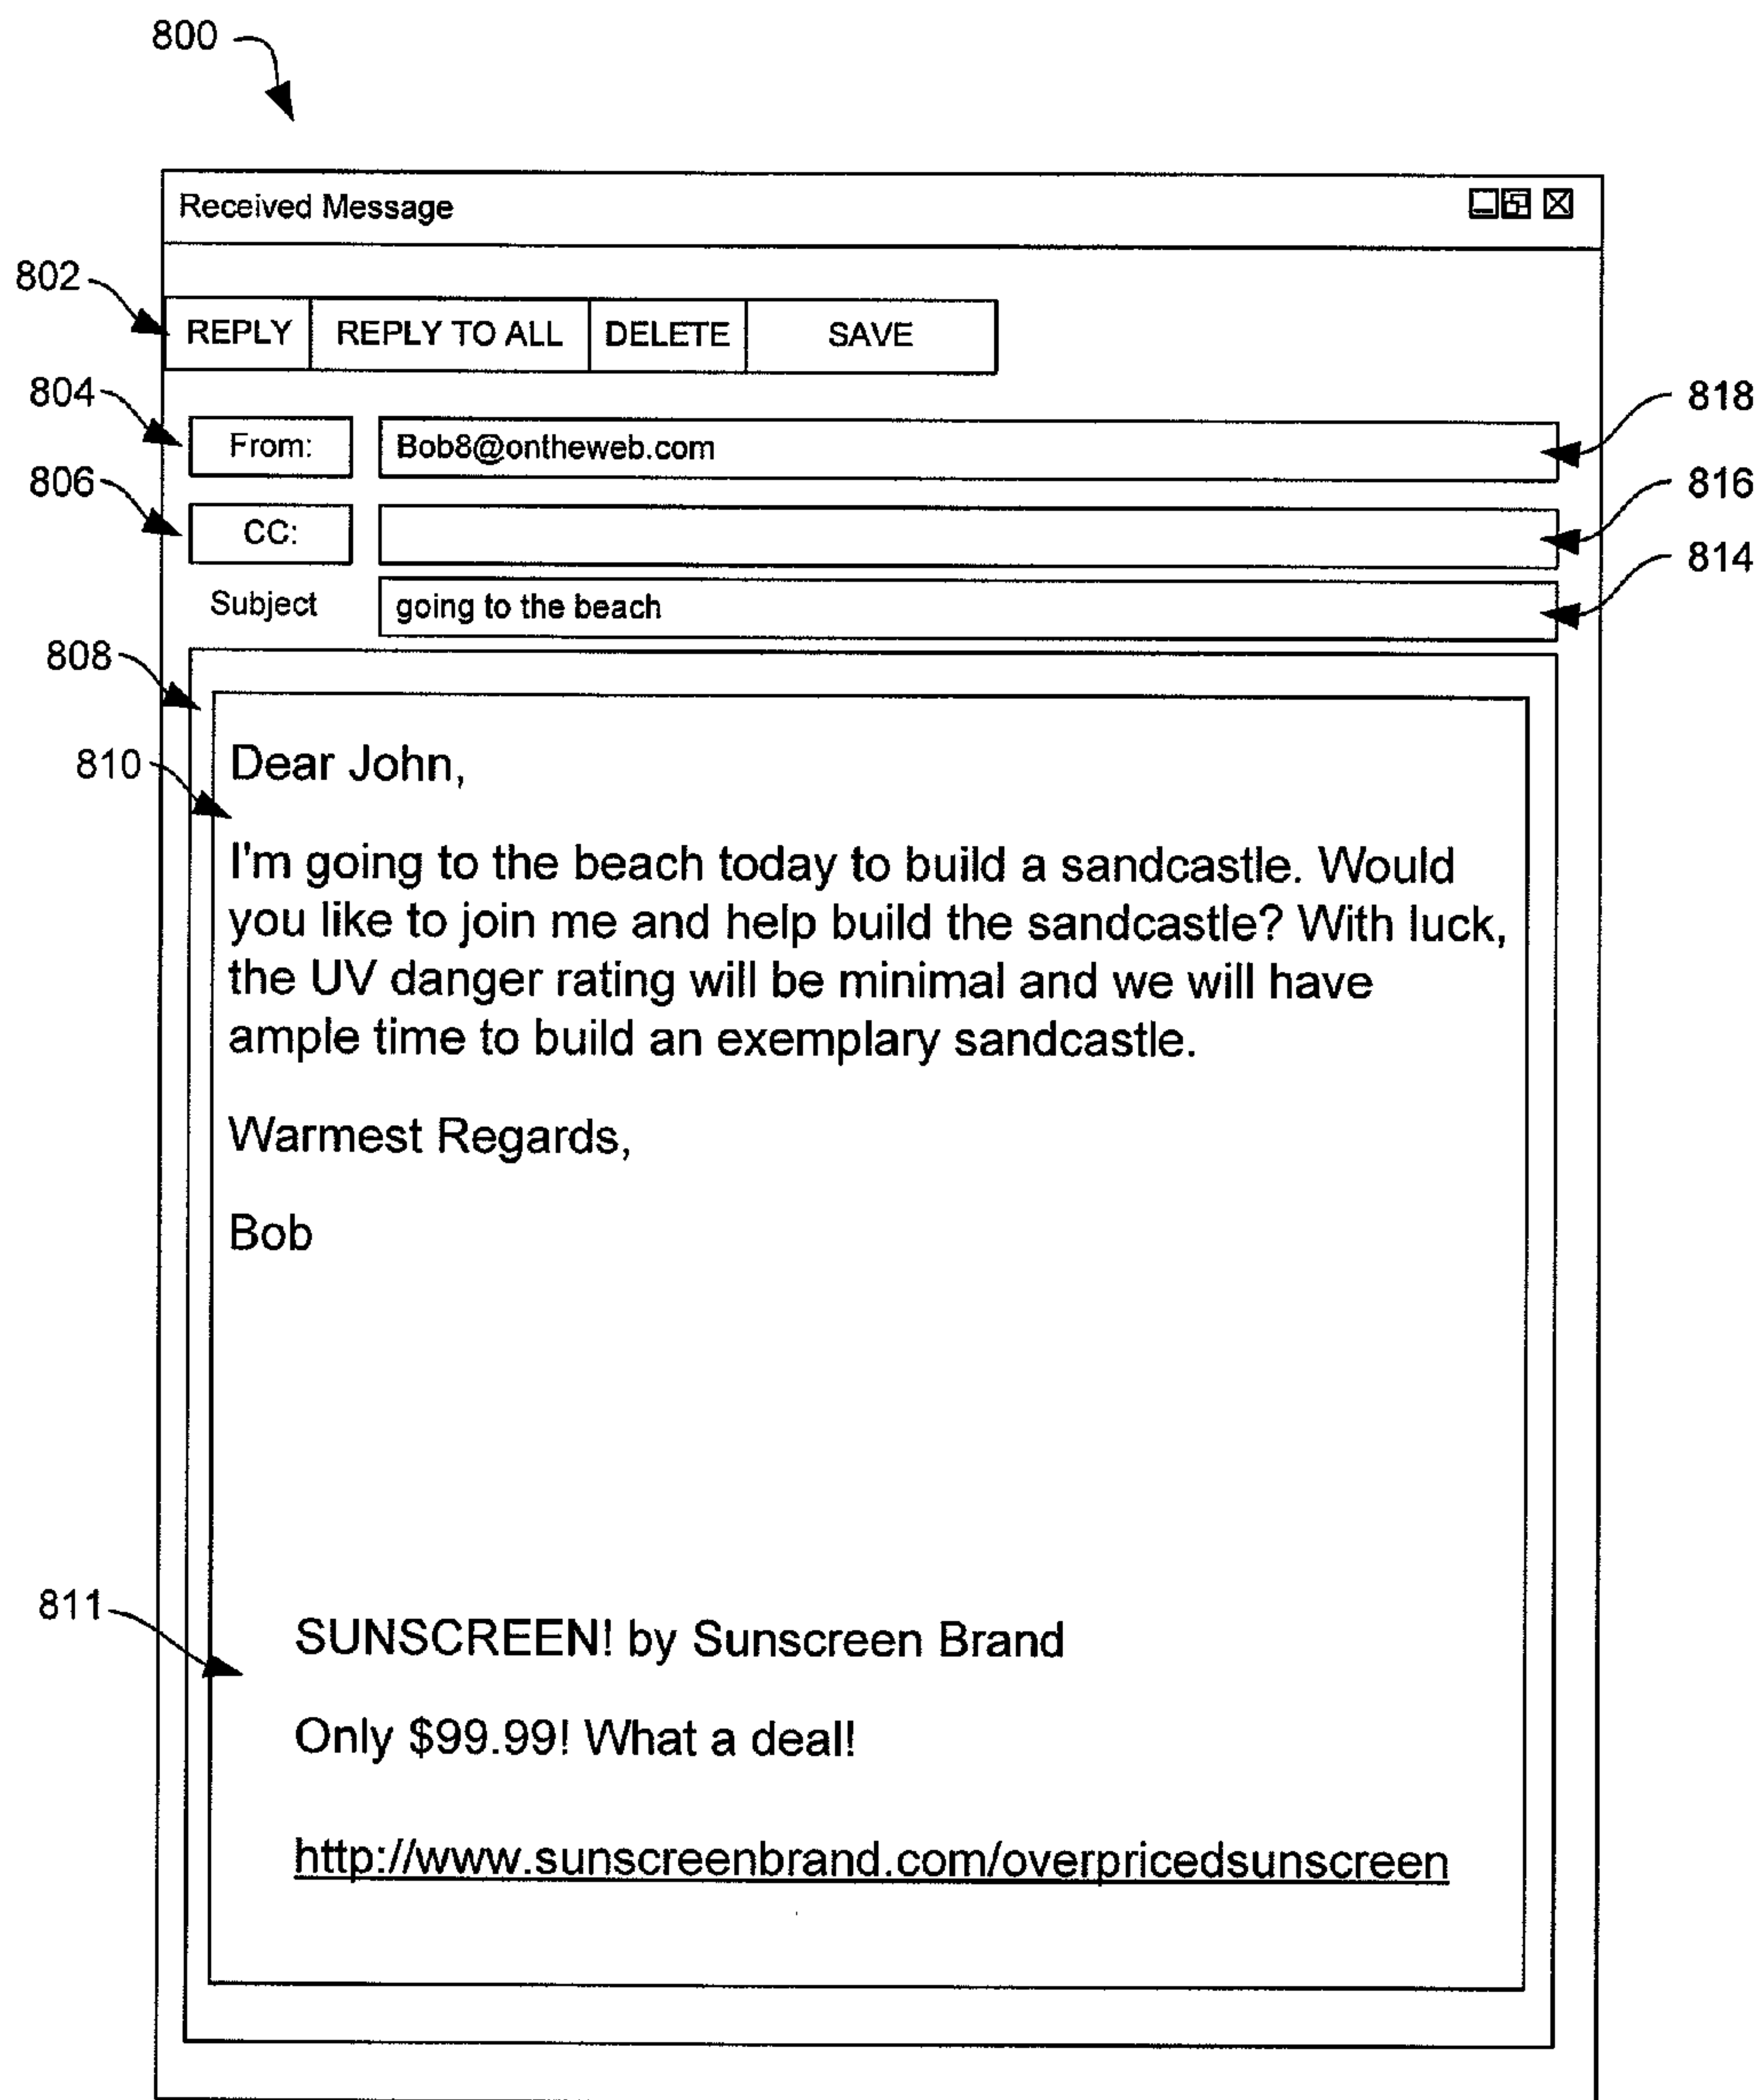 800
Received Message
802
REPLY REPLY TO ALL DELETE SAVE
804
From: Bob8@ontheweb.com
818
806
CC:
816
Subject going to the beach
814
808
810
Dear John,
I'm going to the beach today to build a sandcastle. Would
you like to join me and help build the sandcastle? With luck,
the UV danger rating will be minimal and we will have
ample time to build an exemplary sandcastle.
Warmest Regards,
Bob
811
SUNSCREEN! by Sunscreen Brand
Only $99.99! What a deal!
http://www.sunscreenbrand.com/overpricedsunscreen